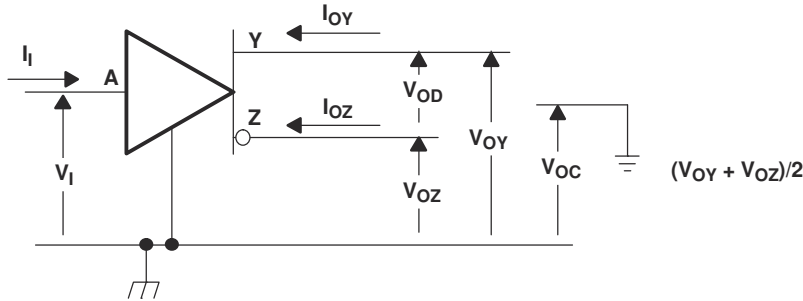 I_OY
Y
I_I
A
V_OD
I_OZ
Z
V_OY
V_I
V_OC
(V_OY + V_OZ)/2
V_OZ